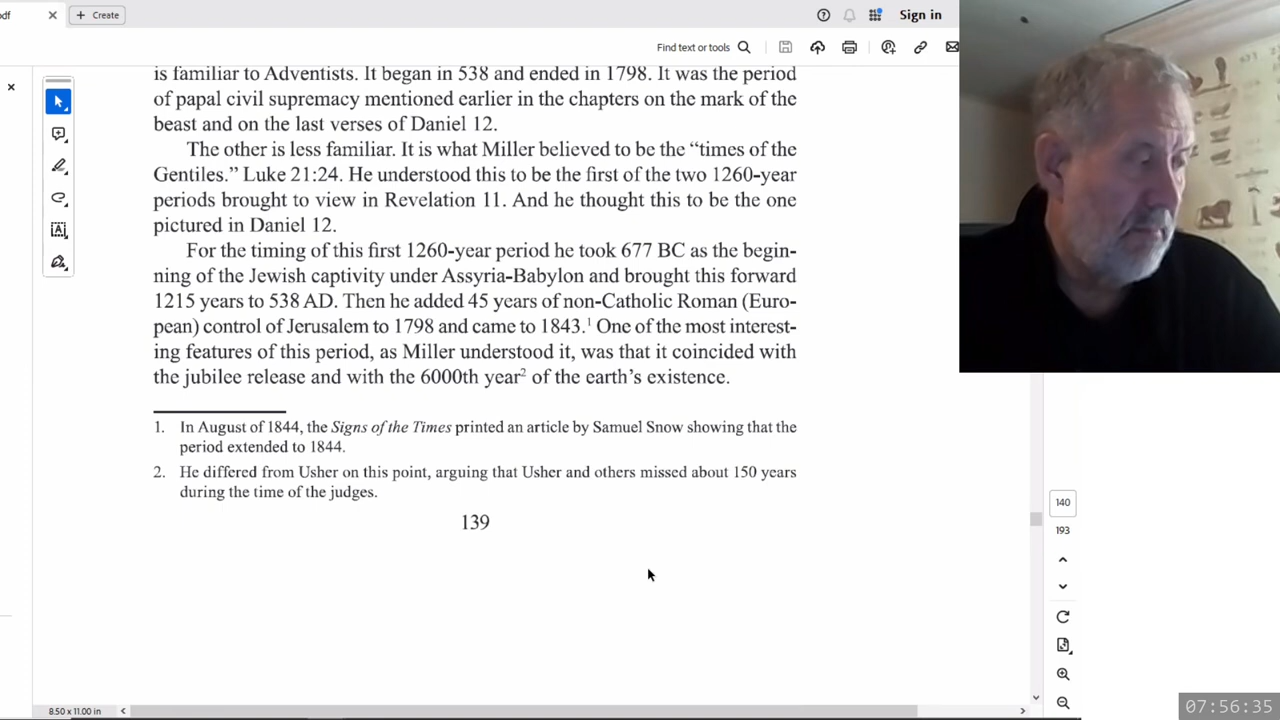 odf
Create
Sign in
Find text or tools
is familiar to Adventists. It began in 538 and ended in 1798. It was the period
of papal civil supremacy mentioned earlier in the chapters on the mark of the
beast and on the last verses of Daniel 12.
The other is less familiar. It is what Miller believed to be the “times of the
Gentiles.” Luke 21:24. He understood this to be the first of the two 1260-year
periods brought to view in Revelation 11. And he thought this to be the one
pictured in Daniel 12.
For the timing of this first 1260-year period he took 677 BC as the begin-
ning of the Jewish captivity under Assyria-Babylon and brought this forward
1215 years to 538 AD. Then he added 45 years of non-Catholic Roman (Euro-
pean) control of Jerusalem to 1798 and came to 1843.1 One of the most interest-
ing features of this period, as Miller understood it, was that it coincided with
the jubilee release and with the 6000th year2 of the earth’s existence.
1. In August of 1844, the Signs of the Times printed an article by Samuel Snow showing that the
period extended to 1844.
2. He differed from Usher on this point, arguing that Usher and others missed about 150 years
during the time of the judges.
139
140
193
8.50 x 11.00 in
07:56:35